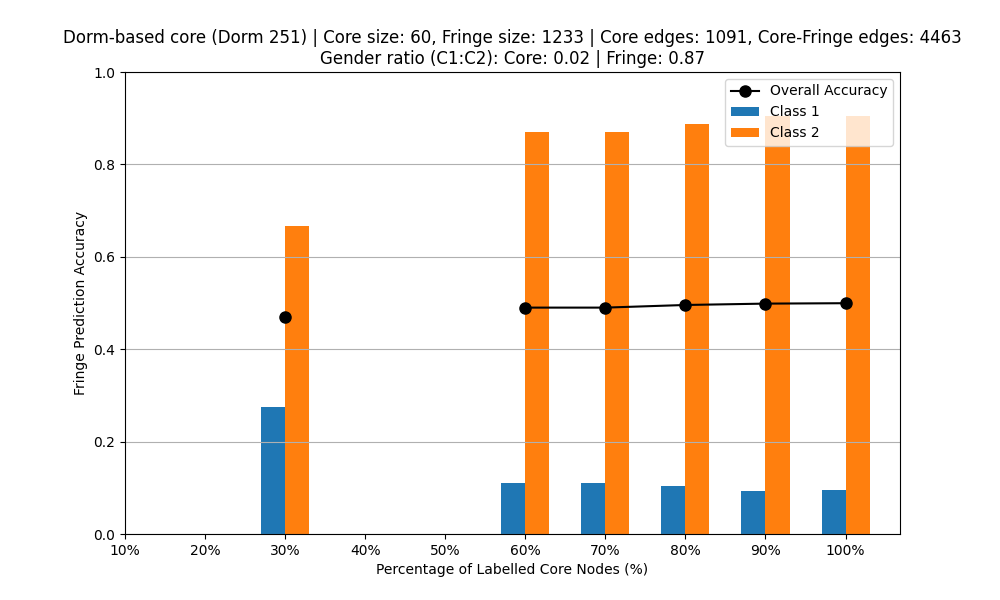 Dorm-based core (Dorm 251) | Core size: 60, Fringe size: 1233 | Core edges: 1091, Core-Fringe edges: 4463
Gender ratio (C1:C2): Core: 0.02 | Fringe: 0.87
1.0
0.8
0.6
0.4
0.2
0.0
Fringe Prediction Accuracy
Overall Accuracy
Class 1
Class 2
10% 20% 30% 40% 50% 60% 70% 80% 90% 100%
Percentage of Labelled Core Nodes (%)